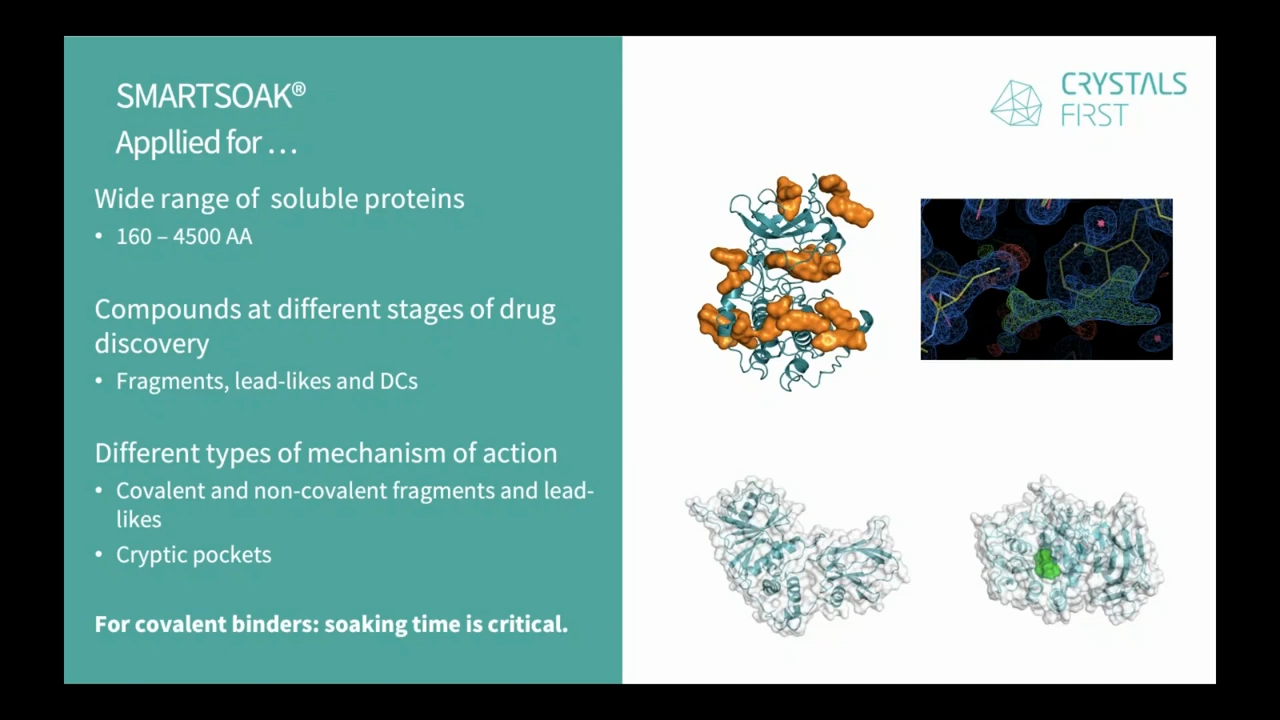 SMARTSOAK®
Appllied for …
Wide range of  soluble proteins
• 160 – 4500 AA
Compounds at different stages of drug
discovery
• Fragments, lead-likes and DCs
Different types of mechanism of action
• Covalent and non-covalent fragments and lead-
likes
• Cryptic pockets
For covalent binders: soaking time is critical.
CRYSTALS
FIRST